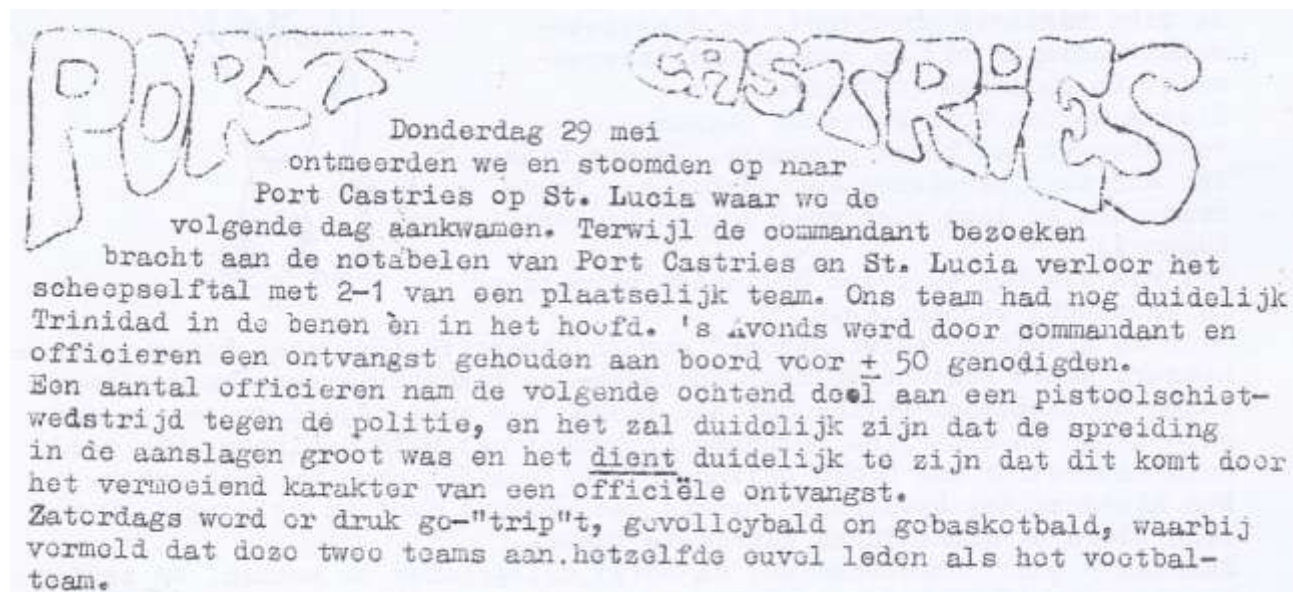 PORT CASTRIES
Donderdag 29 mei
ontmeerden we en stoomden op naar
Port Castries op St. Lucia waar we de
volgende dag aankwamen. Terwijl de commandant bezoeken
bracht aan de notabelen van Port Castries en St. Lucia verloor het
scheepselftal met 2-1 van een plaatselijk team. Ons team had nog duidelijk
Trinidad in de benen èn in het hoofd. 's Avonds werd door commandant en
officieren een ontvangst gehouden aan boord voor ± 50 genodigden.
Een aantal officieren nam de volgende ochtend deel aan een pistoolschiet-
wedstrijd tegen de politie, en het zal duidelijk zijn dat de spreiding
in de aanslagen groot was en het dient duidelijk te zijn dat dit komt door
het vermoeiend karakter van een officiële ontvangst.
Zaterdags werd er druk ge-"trip"t, gevolleybald en gebasketbald, waarbij
vermeld dat deze twee teams aan.hetzelfde euvel leden als het voetbal-
team.